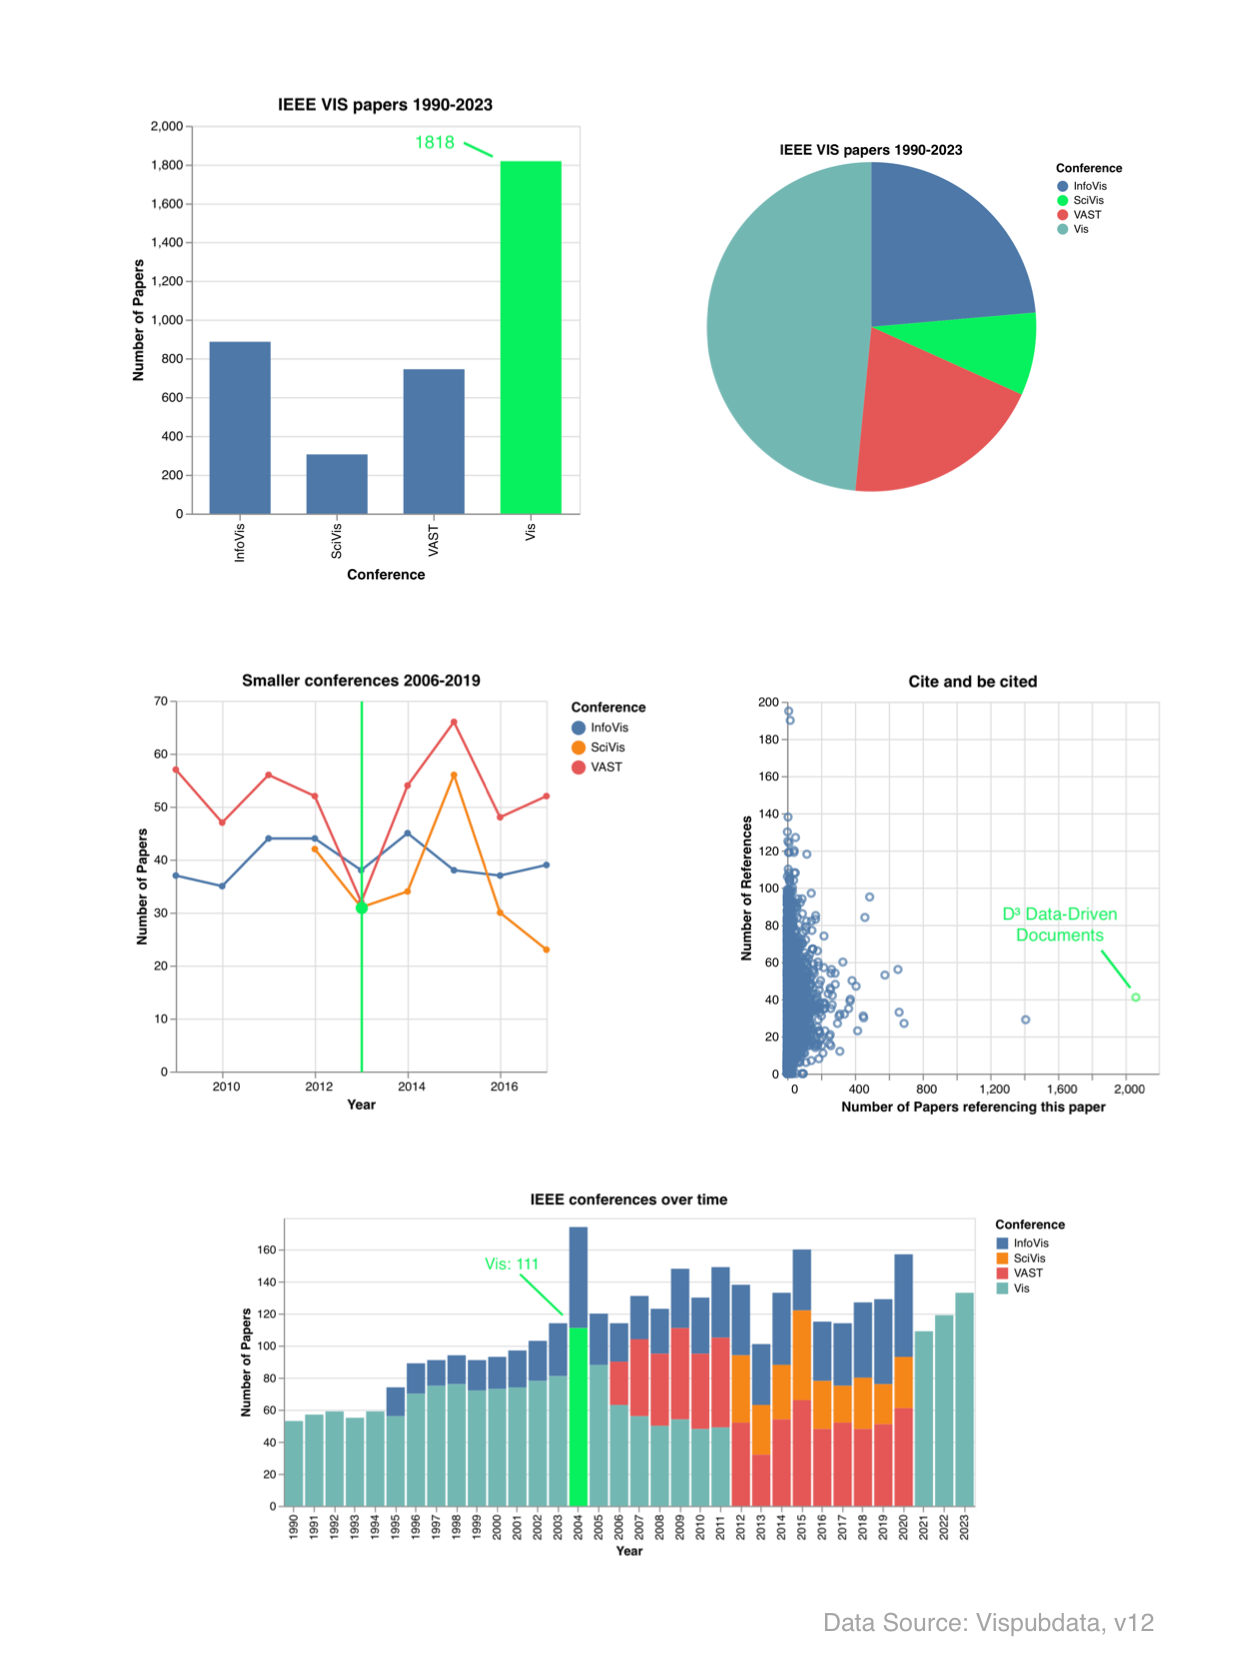 IEEE VIS papers 1990-2023
2,000
1,800
1,600
1,400
1,200
1,000
800
600
400
200
0
Number of Papers
1818
InfoVis
SciVis
VAST
Vis
Conference
IEEE VIS papers 1990-2023
Conference
InfoVis
SciVis
VAST
Vis
Smaller conferences 2006-2019
70
60
50
40
30
20
10
0
Number of Papers
2010
2012
2014
2016
Year
Conference
InfoVis
SciVis
VAST
Cite and be cited
200
180
160
140
120
100
80
60
40
20
0
Number of References
D³ Data-Driven
Documents
0
400
800
1,200
1,600
2,000
Number of Papers referencing this paper
IEEE conferences over time
160
140
120
100
80
60
40
20
0
Number of Papers
Vis: 111
1990
1991
1992
1993
1994
1995
1996
1997
1998
1999
2000
2001
2002
2003
2004
2005
2006
2007
2008
2009
2010
2011
2012
2013
2014
2015
2016
2017
2018
2019
2020
2021
2022
2023
Year
Conference
InfoVis
SciVis
VAST
Vis
Data Source: Vispubdata, v12